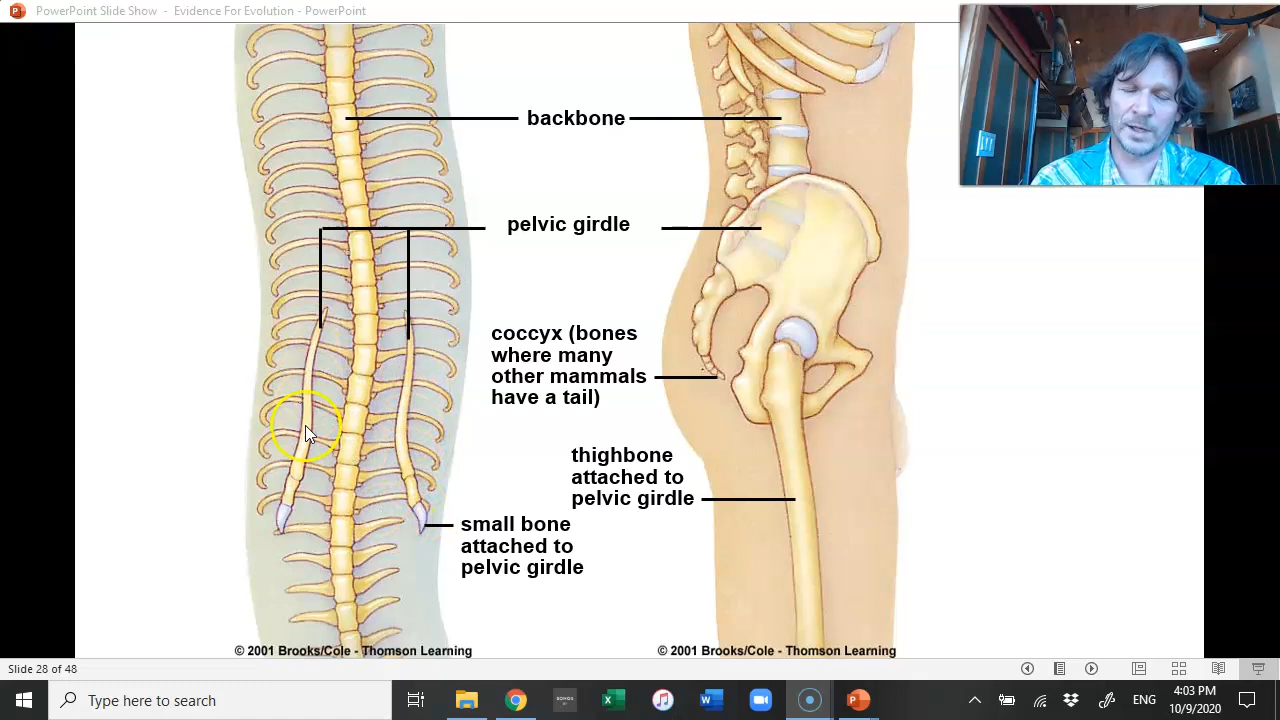 PowerPoint Slide Show - Evidence For Evolution - PowerPoint
backbone
pelvic girdle
coccyx (bones
where many
other mammals
have a tail)
thighbone
attached to
pelvic girdle
small bone
attached to
pelvic girdle
© 2001 Brooks/Cole - Thomson Learning
© 2001 Brooks/Cole - Thomson Learning
Slide 28 of 48
Type here to search
ENG
4:03 PM
10/9/2020